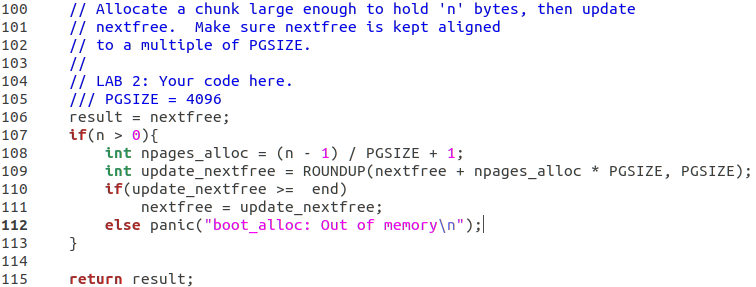 100 // Allocate a chunk large enough to hold 'n' bytes, then update
101 // nextfree.  Make sure nextfree is kept aligned
102 // to a multiple of PGSIZE.
103 //
104 // LAB 2: Your code here.
105 /// PGSIZE = 4096
106 result = nextfree;
107 if(n > 0){
108 int npages_alloc = (n - 1) / PGSIZE + 1;
109 int update_nextfree = ROUNDUP(nextfree + npages_alloc * PGSIZE, PGSIZE);
110 if(update_nextfree >=  end)
111 nextfree = update_nextfree;
112 else panic("boot_alloc: Out of memory\n");
113 }
114
115 return result;